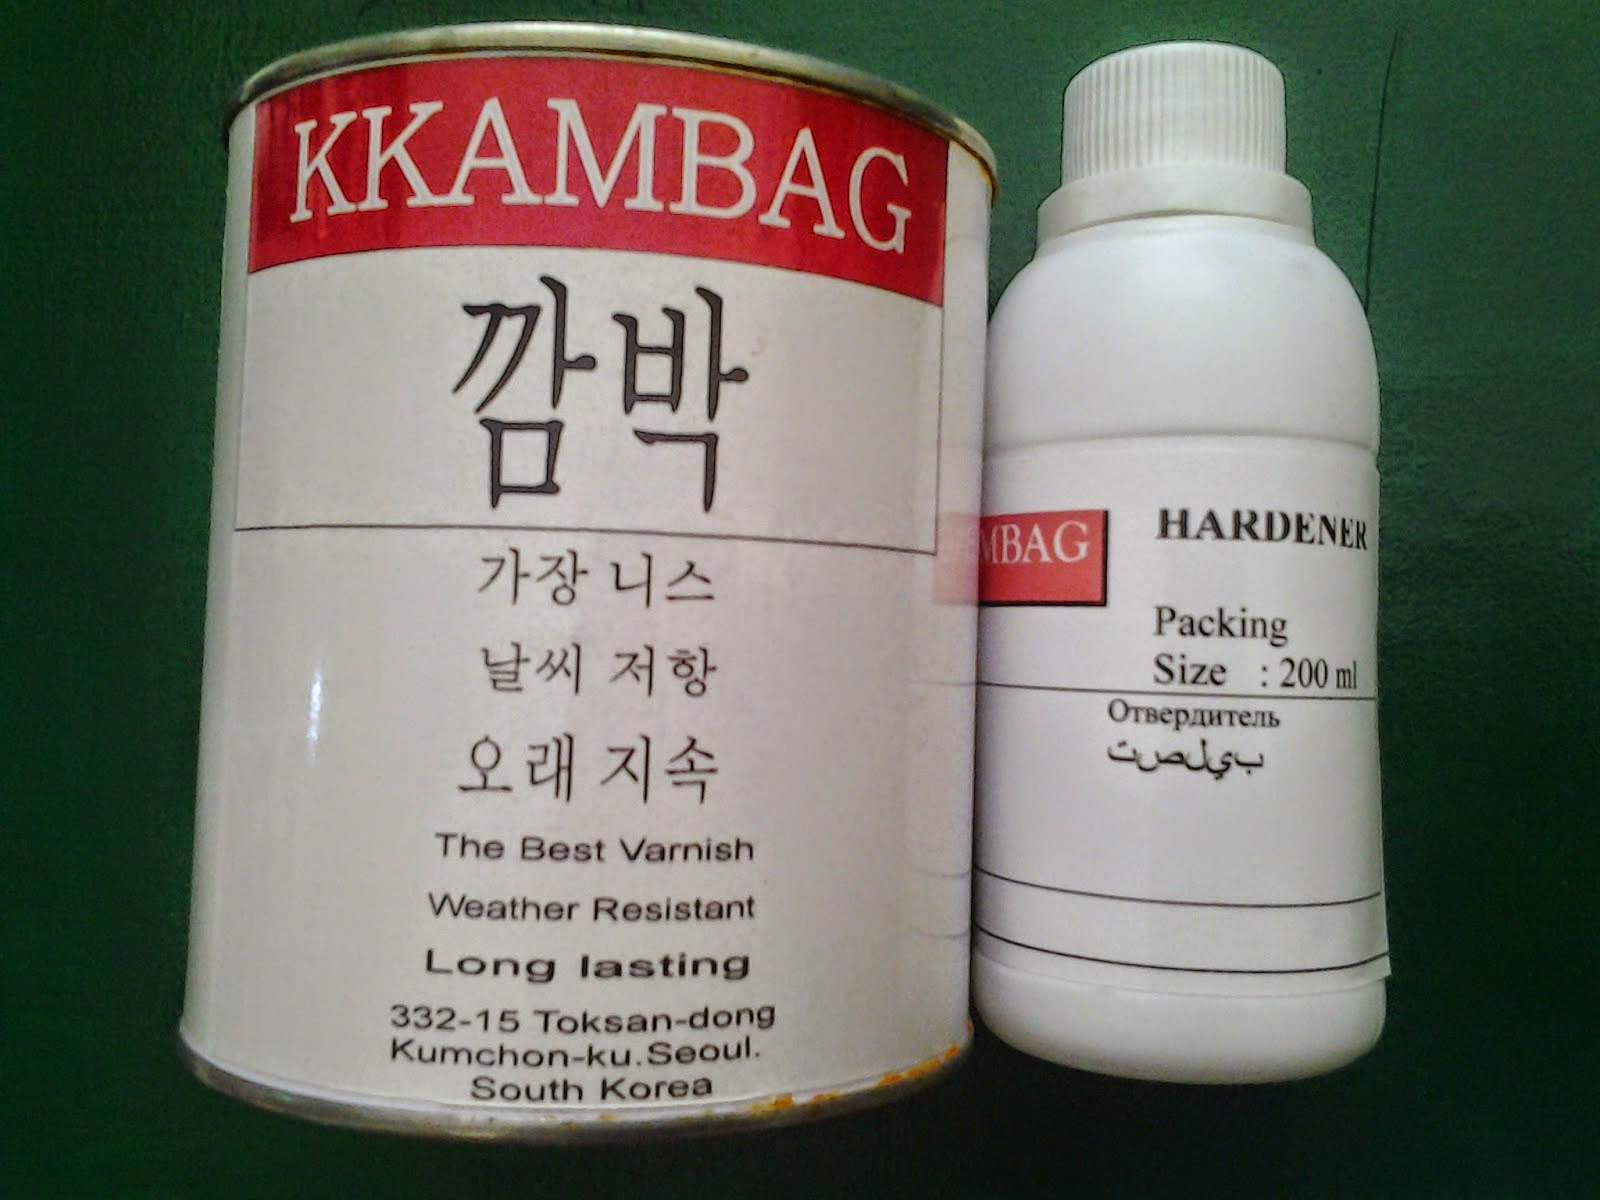 KKAMBAG
깜박
가장 니스
날씨 저항
오래 지속
The Best Varnish
Weather Resistant
Long lasting
332-15 Toksan-dong
Kumchon-ku.Seoul.
South Korea
MBAG
HARDENER
Packing
Size : 200 ml
Отвердитель
تصليب